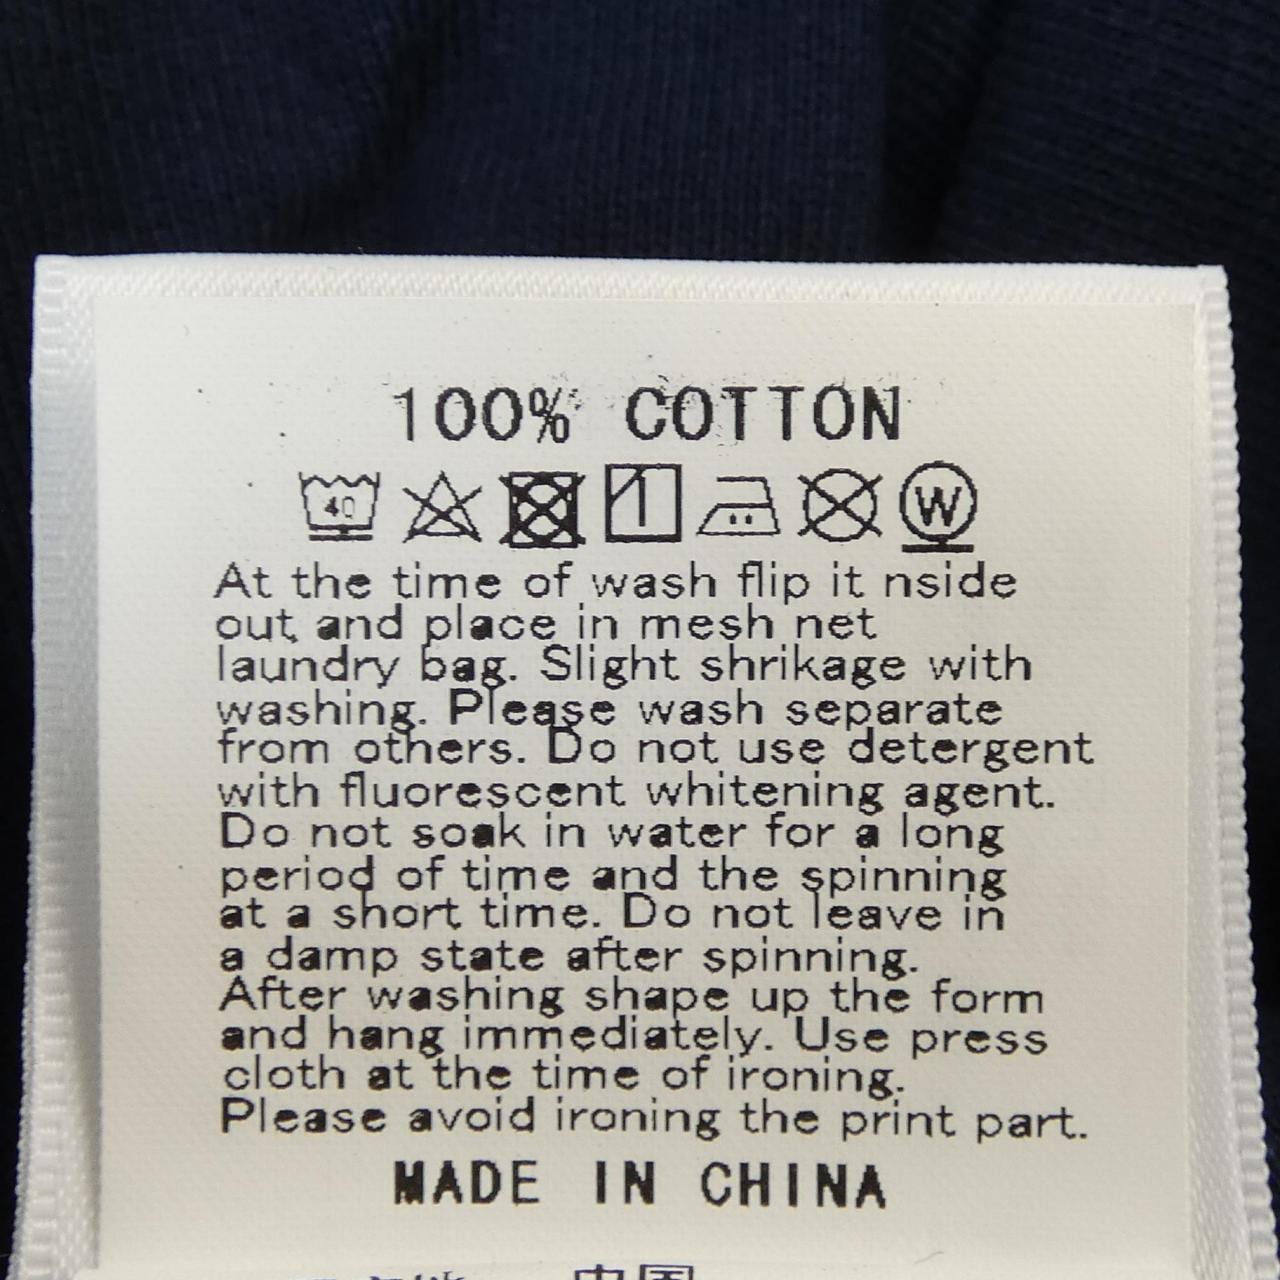 100% COTTON
40
W
At the time of wash flip it nside
out and place in mesh net
laundry bag. Slight shrikage with
washing. Please wash separate
from others. Do not use detergent
with fluorescent whitening agent.
Do not soak in water for a long
period of time and the spinning
at a short time. Do not leave in
a damp state after spinning.
After washing shape up the form
and hang immediately. Use press
cloth at the time of ironing.
Please avoid ironing the print part.
MADE IN CHINA
中国